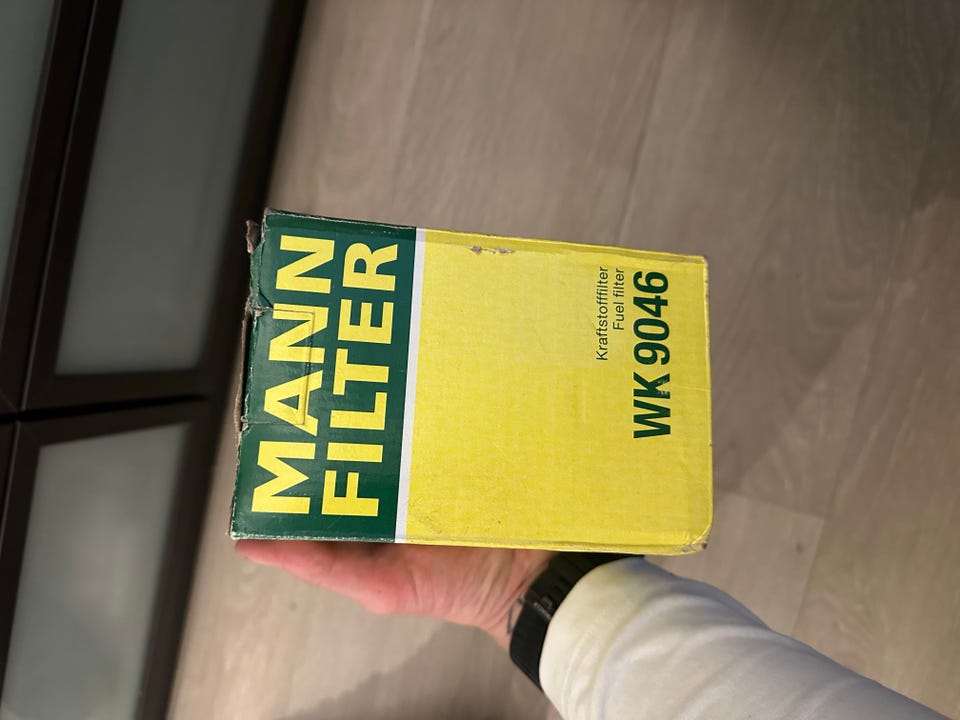 MANN
FILTER
Kraftstofffilter
Fuel filter
WK 9046